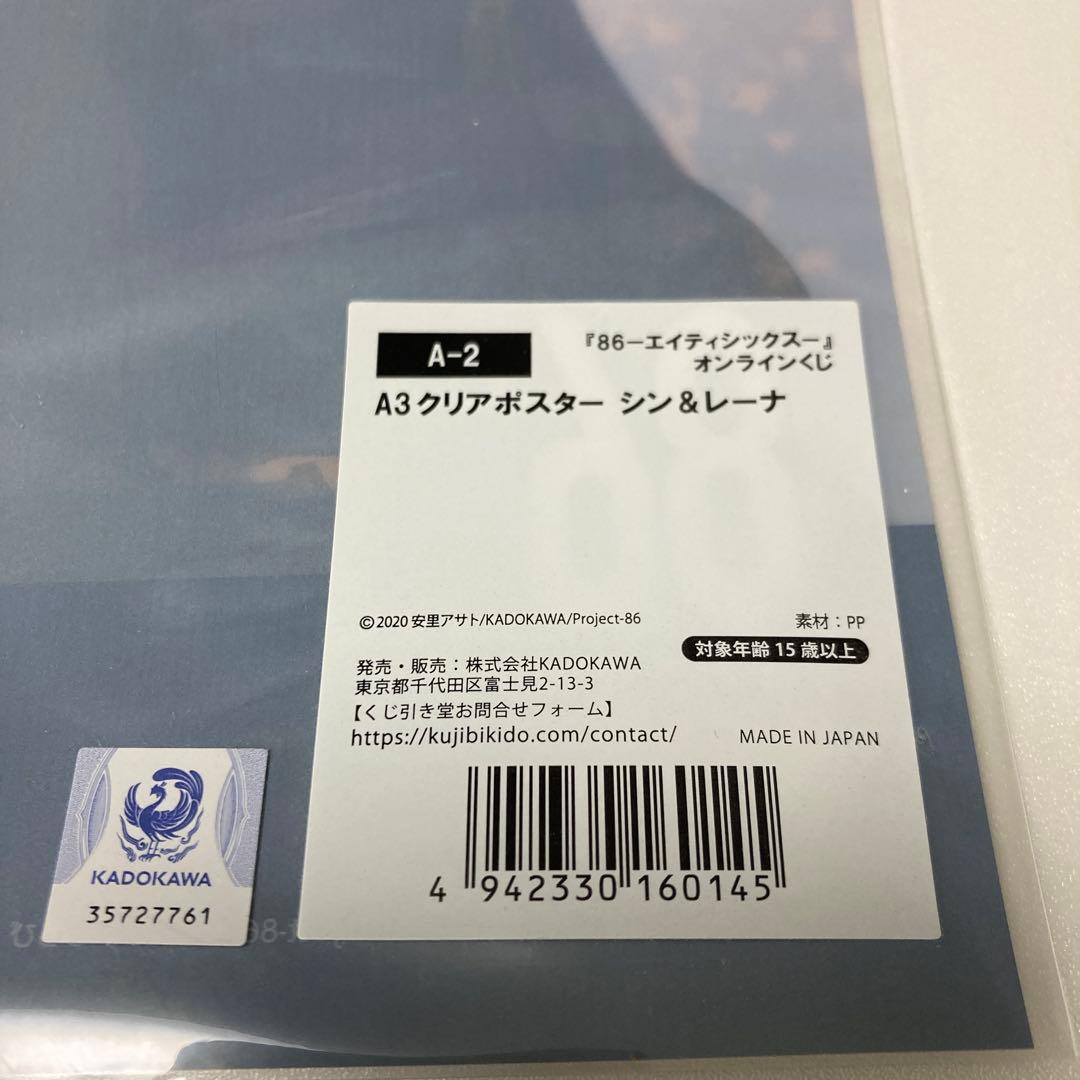 A-2
『86―エイティシックス―』
オンラインくじ
A3クリアポスター シン&レーナ
©2020 安里アサト/KADOKAWA/Project-86
素材：PP
対象年齢 15 歳以上
発売・販売：株式会社KADOKAWA
東京都千代田区富士見2-13-3
【くじ引き堂お問合せフォーム】
https://kujibikido.com/contact/
MADE IN JAPAN
4 942330 160145
KADOKAWA
35727761